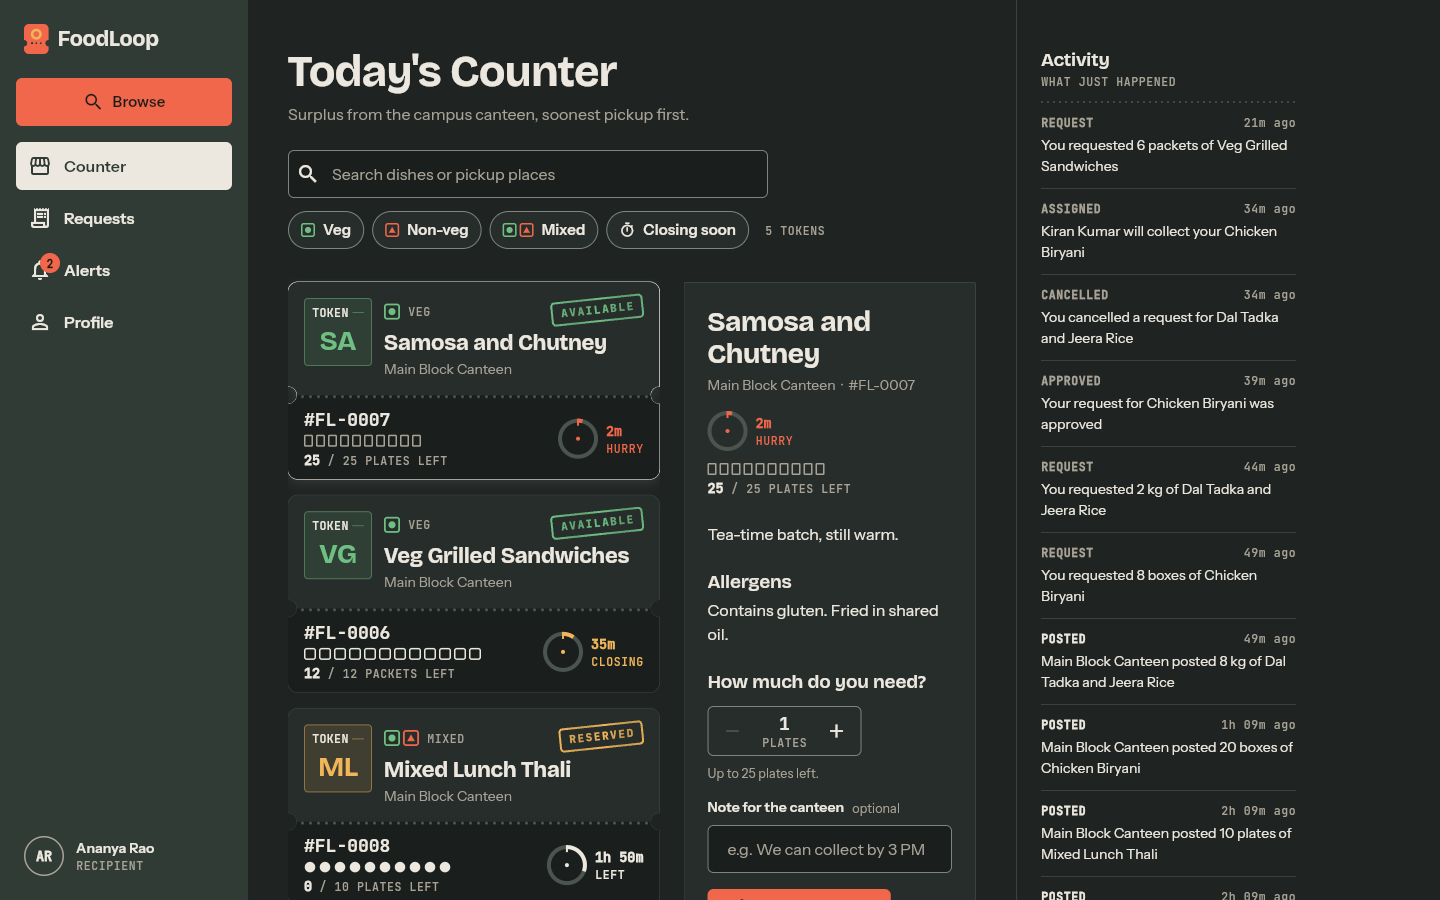 FoodLoop
Browse
Counter
Requests
2
Alerts
Profile
AR
Ananya Rao
RECIPIENT
Today's Counter
Surplus from the campus canteen, soonest pickup first.
Search dishes or pickup places
Veg
Non-veg
Mixed
Closing soon
5 TOKENS
TOKEN
SA
VEG
AVAILABLE
Samosa and Chutney
Main Block Canteen
#FL-0007
25 / 25 PLATES LEFT
2m
HURRY
TOKEN
VG
VEG
AVAILABLE
Veg Grilled Sandwiches
Main Block Canteen
#FL-0006
12 / 12 PACKETS LEFT
35m
CLOSING
TOKEN
ML
MIXED
RESERVED
Mixed Lunch Thali
Main Block Canteen
#FL-0008
0 / 10 PLATES LEFT
1h 50m
LEFT
Samosa and
Chutney
Main Block Canteen · #FL-0007
2m
HURRY
25 / 25 PLATES LEFT
Tea-time batch, still warm.
Allergens
Contains gluten. Fried in shared
oil.
How much do you need?
1
PLATES
Up to 25 plates left.
Note for the canteen optional
e.g. We can collect by 3 PM
Activity
WHAT JUST HAPPENED
REQUEST 21m ago
You requested 6 packets of Veg Grilled
Sandwiches
ASSIGNED 34m ago
Kiran Kumar will collect your Chicken
Biryani
CANCELLED 34m ago
You cancelled a request for Dal Tadka
and Jeera Rice
APPROVED 39m ago
Your request for Chicken Biryani was
approved
REQUEST 44m ago
You requested 2 kg of Dal Tadka and
Jeera Rice
REQUEST 49m ago
You requested 8 boxes of Chicken
Biryani
POSTED 49m ago
Main Block Canteen posted 8 kg of Dal
Tadka and Jeera Rice
POSTED 1h 09m ago
Main Block Canteen posted 20 boxes of
Chicken Biryani
POSTED 2h 09m ago
Main Block Canteen posted 10 plates of
Mixed Lunch Thali
POSTED 2h 09m ago